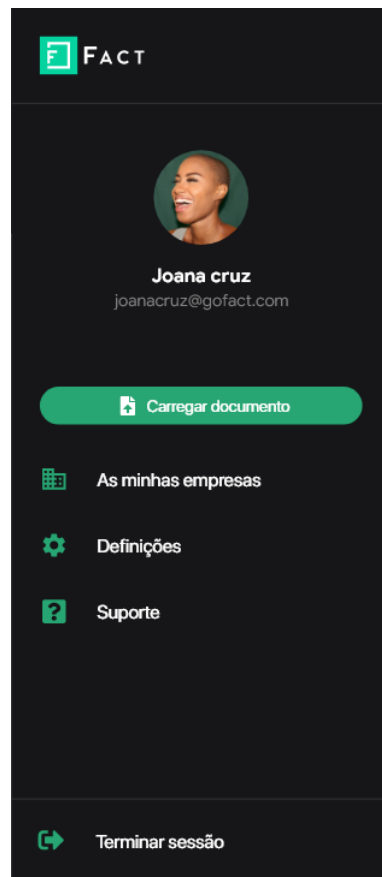 FACT
Joana cruz
joanacruz@gofact.com
Carregar documento
As minhas empresas
Definições
Suporte
Terminar sessão